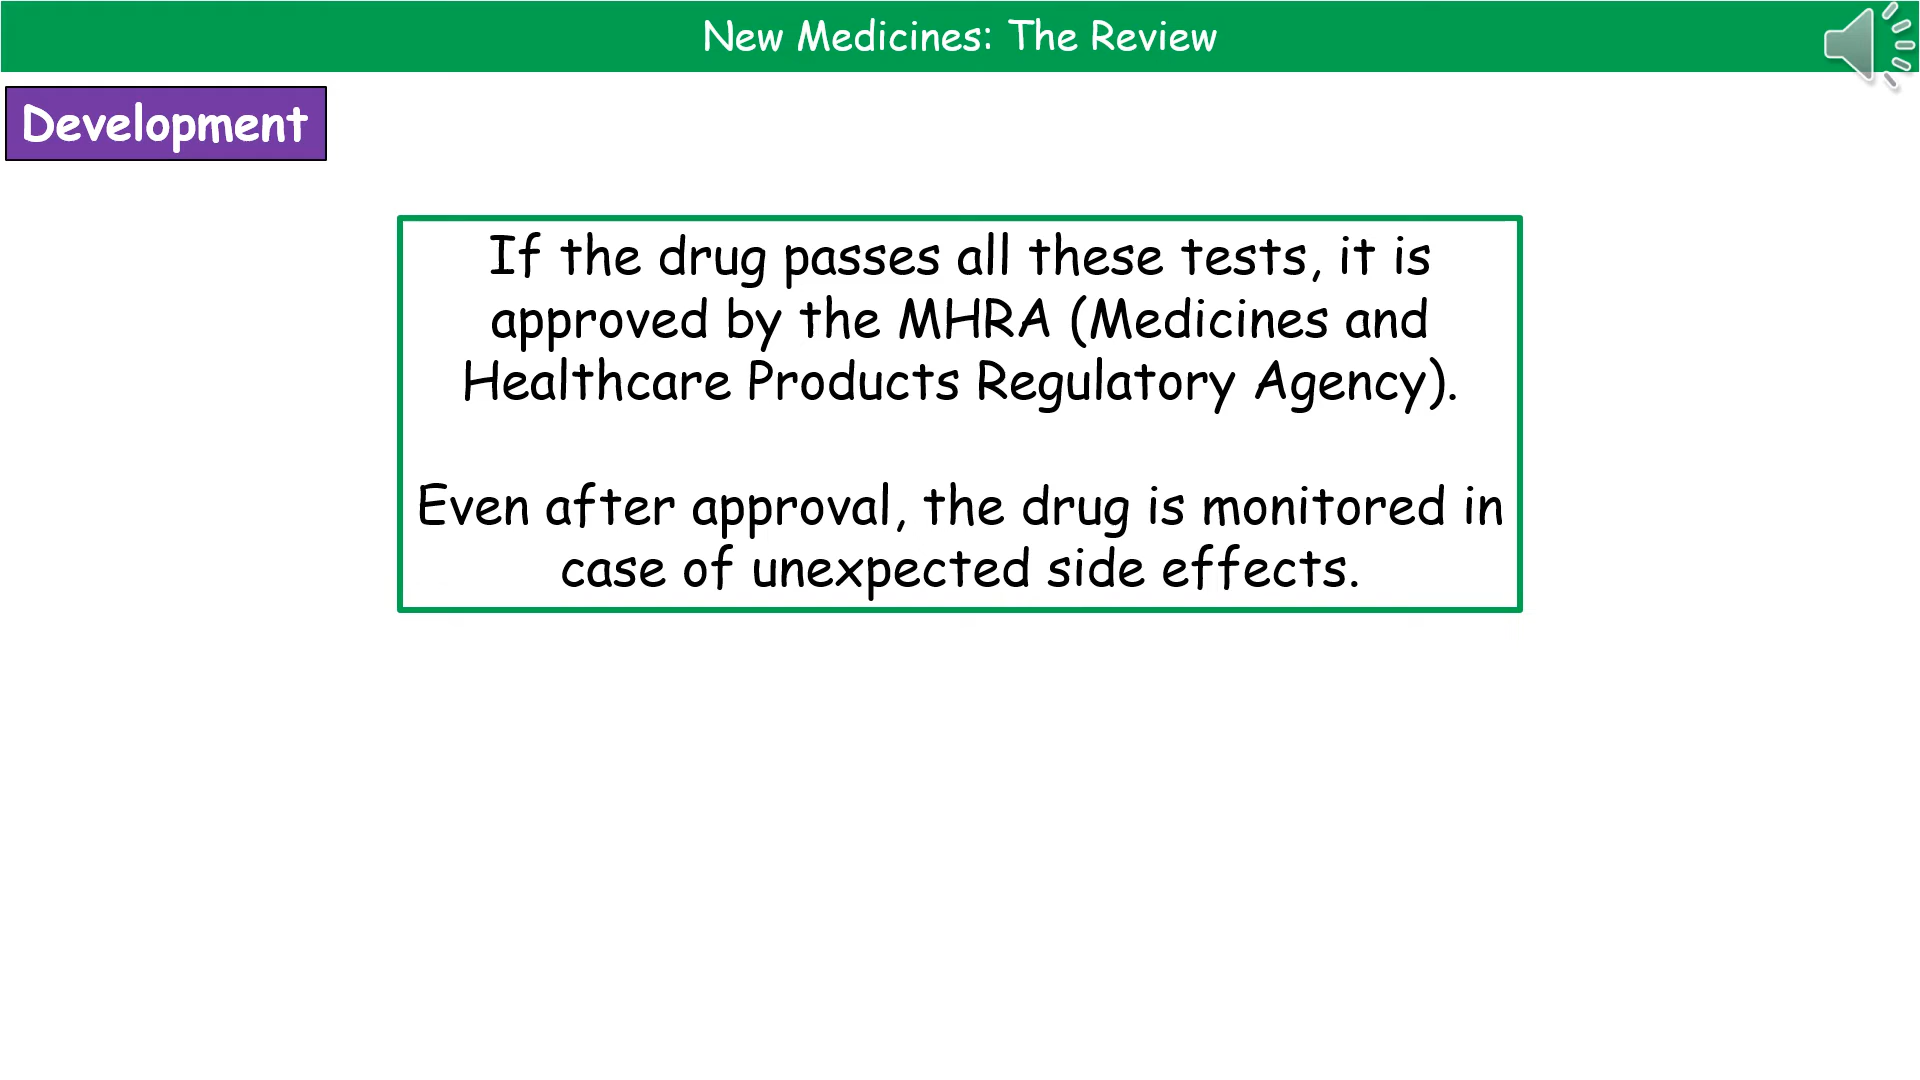 New Medicines: The Review
Development
If the drug passes all these tests, it is
approved by the MHRA (Medicines and
Healthcare Products Regulatory Agency).
Even after approval, the drug is monitored in
case of unexpected side effects.